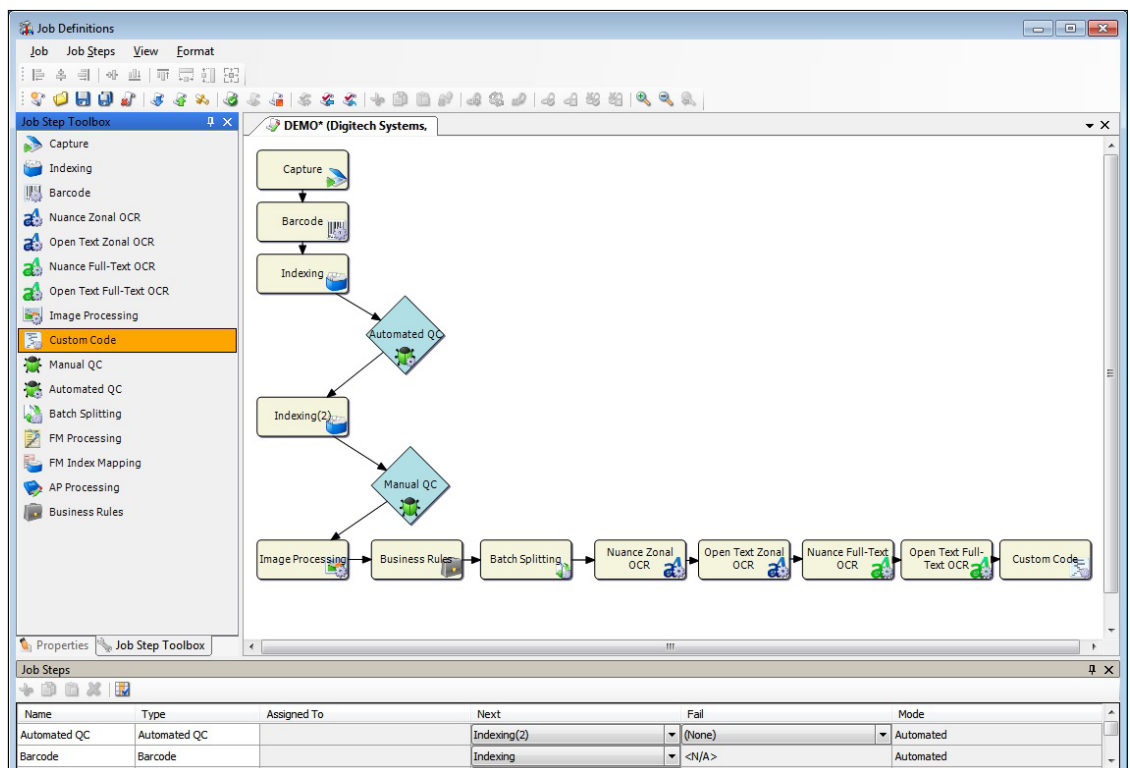 Job Definitions
Job Job Steps View Format
Job Step Toolbox
Capture
Indexing
Barcode
Nuance Zonal OCR
Open Text Zonal OCR
Nuance Full-Text OCR
Open Text Full-Text OCR
Image Processing
Custom Code
Manual QC
Automated QC
Batch Splitting
FM Processing
FM Index Mapping
AP Processing
Business Rules
Properties Job Step Toolbox
DEMO* (Digitech Systems,
Capture
Barcode
Indexing
Automated QC
Indexing(2)
Manual QC
Image Processing
Business Rules
Batch Splitting
Nuance Zonal
OCR
Open Text Zonal
OCR
Nuance Full-Text
OCR
Open Text Full-
Text OCR
Custom Code
Job Steps
Name Type Assigned To Next Fail Mode
Automated QC Automated QC Indexing(2) (None) Automated
Barcode Barcode Indexing <N/A> Automated